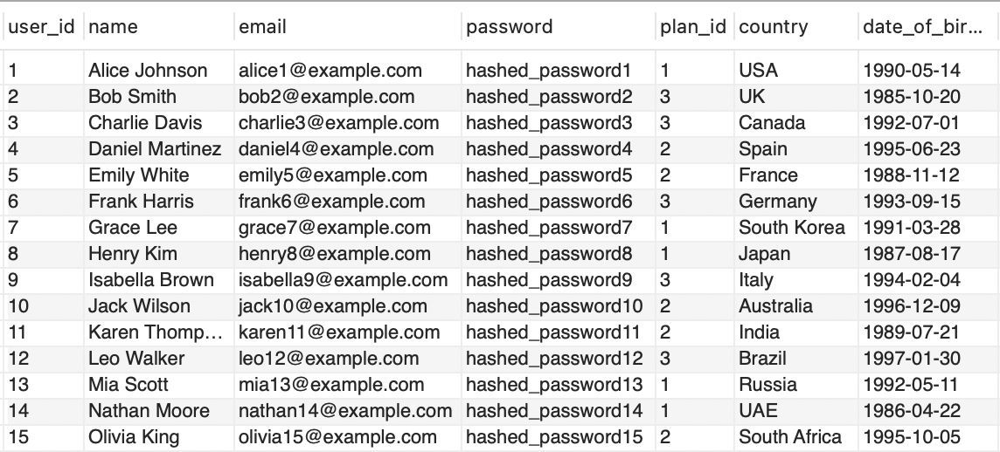 user_id name email password plan_id country date_of_bir...
1 Alice Johnson alice1@example.com hashed_password1 1 USA 1990-05-14
2 Bob Smith bob2@example.com hashed_password2 3 UK 1985-10-20
3 Charlie Davis charlie3@example.com hashed_password3 3 Canada 1992-07-01
4 Daniel Martinez daniel4@example.com hashed_password4 2 Spain 1995-06-23
5 Emily White emily5@example.com hashed_password5 2 France 1988-11-12
6 Frank Harris frank6@example.com hashed_password6 3 Germany 1993-09-15
7 Grace Lee grace7@example.com hashed_password7 1 South Korea 1991-03-28
8 Henry Kim henry8@example.com hashed_password8 1 Japan 1987-08-17
9 Isabella Brown isabella9@example.com hashed_password9 3 Italy 1994-02-04
10 Jack Wilson jack10@example.com hashed_password10 2 Australia 1996-12-09
11 Karen Thomp... karen11@example.com hashed_password11 2 India 1989-07-21
12 Leo Walker leo12@example.com hashed_password12 3 Brazil 1997-01-30
13 Mia Scott mia13@example.com hashed_password13 1 Russia 1992-05-11
14 Nathan Moore nathan14@example.com hashed_password14 1 UAE 1986-04-22
15 Olivia King olivia15@example.com hashed_password15 2 South Africa 1995-10-05